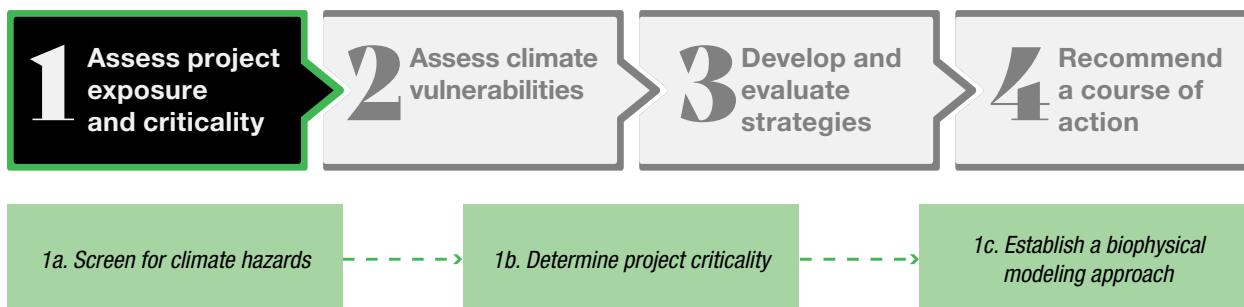 1 Assess project
exposure
and criticality
2 Assess climate
vulnerabilities
3 Develop and
evaluate
strategies
4 Recommend
a course of
action
1a. Screen for climate hazards
1b. Determine project criticality
1c. Establish a biophysical
modeling approach